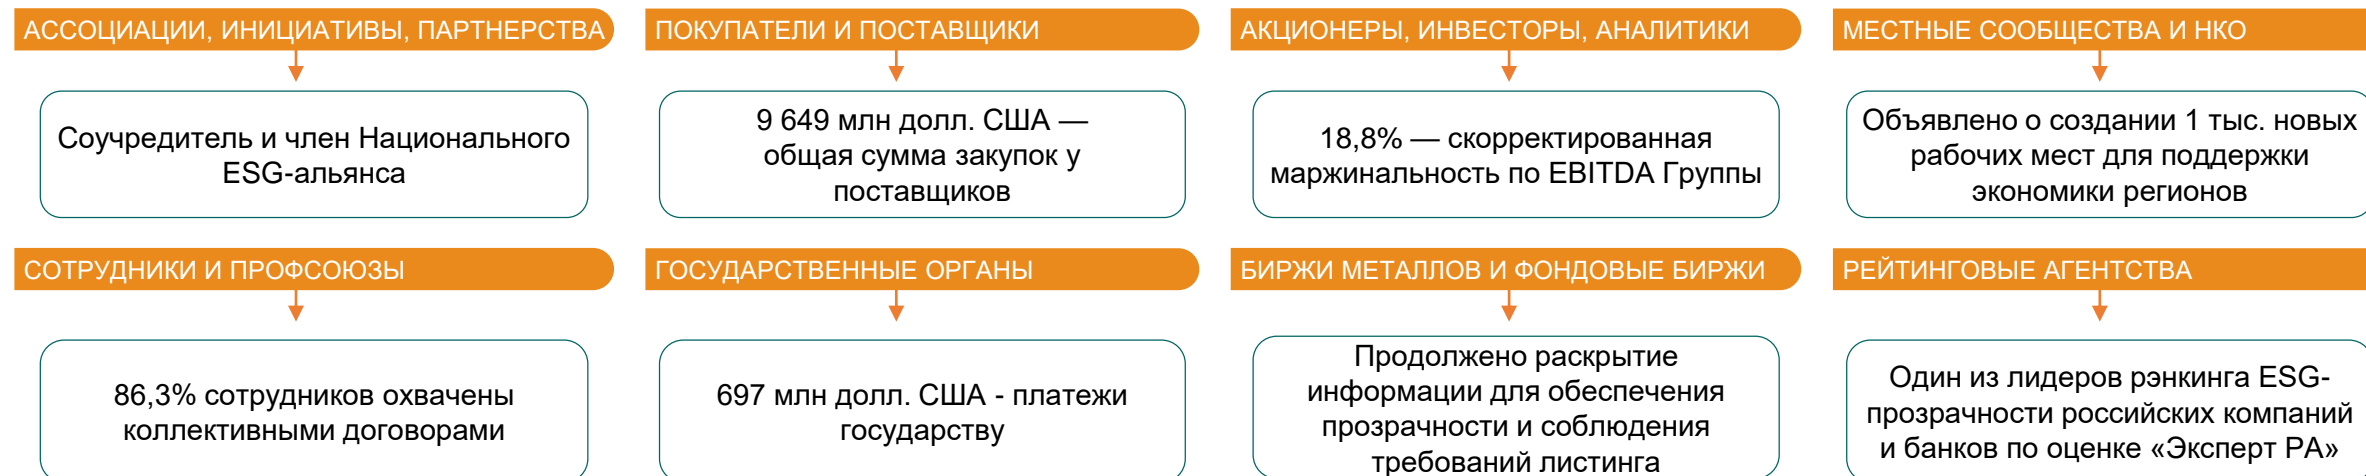 АССОЦИАЦИИ, ИНИЦИАТИВЫ, ПАРТНЕРСТВА
Соучредитель и член Национального
ESG-альянса
ПОКУПАТЕЛИ И ПОСТАВЩИКИ
9 649 млн долл. США —
общая сумма закупок у
поставщиков
АКЦИОНЕРЫ, ИНВЕСТОРЫ, АНАЛИТИКИ
18,8% — скорректированная
маржинальность по EBITDA Группы
МЕСТНЫЕ СООБЩЕСТВА И НКО
Объявлено о создании 1 тыс. новых
рабочих мест для поддержки
экономики регионов
СОТРУДНИКИ И ПРОФСОЮЗЫ
86,3% сотрудников охвачены
коллективными договорами
ГОСУДАРСТВЕННЫЕ ОРГАНЫ
697 млн долл. США - платежи
государству
БИРЖИ МЕТАЛЛОВ И ФОНДОВЫЕ БИРЖИ
Продолжено раскрытие
информации для обеспечения
прозрачности и соблюдения
требований листинга
РЕЙТИНГОВЫЕ АГЕНТСТВА
Один из лидеров рэнкинга ESG-
прозрачности российских компаний
и банков по оценке «Эксперт РА»